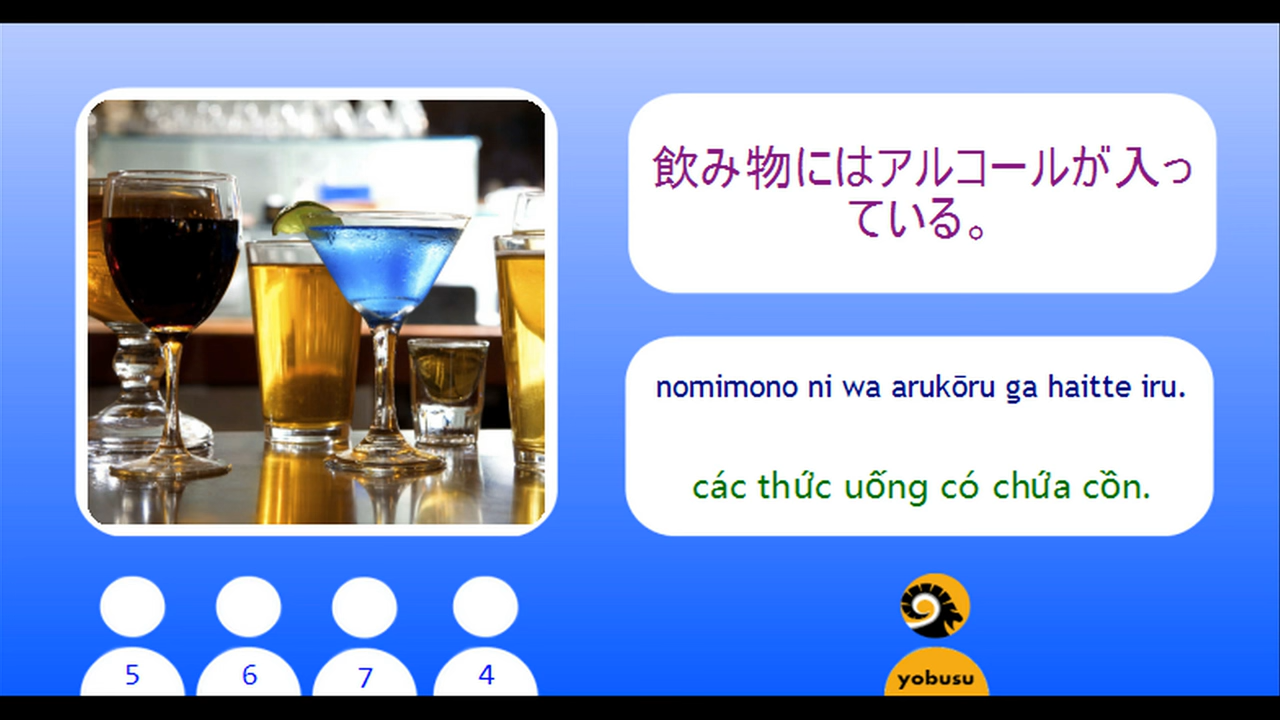 飲み物にはアルコールが入っ
ている。
nomimono ni wa arukōru ga haitte iru.
các thức uống có chứa cồn.
5 6 7 4
yobusu